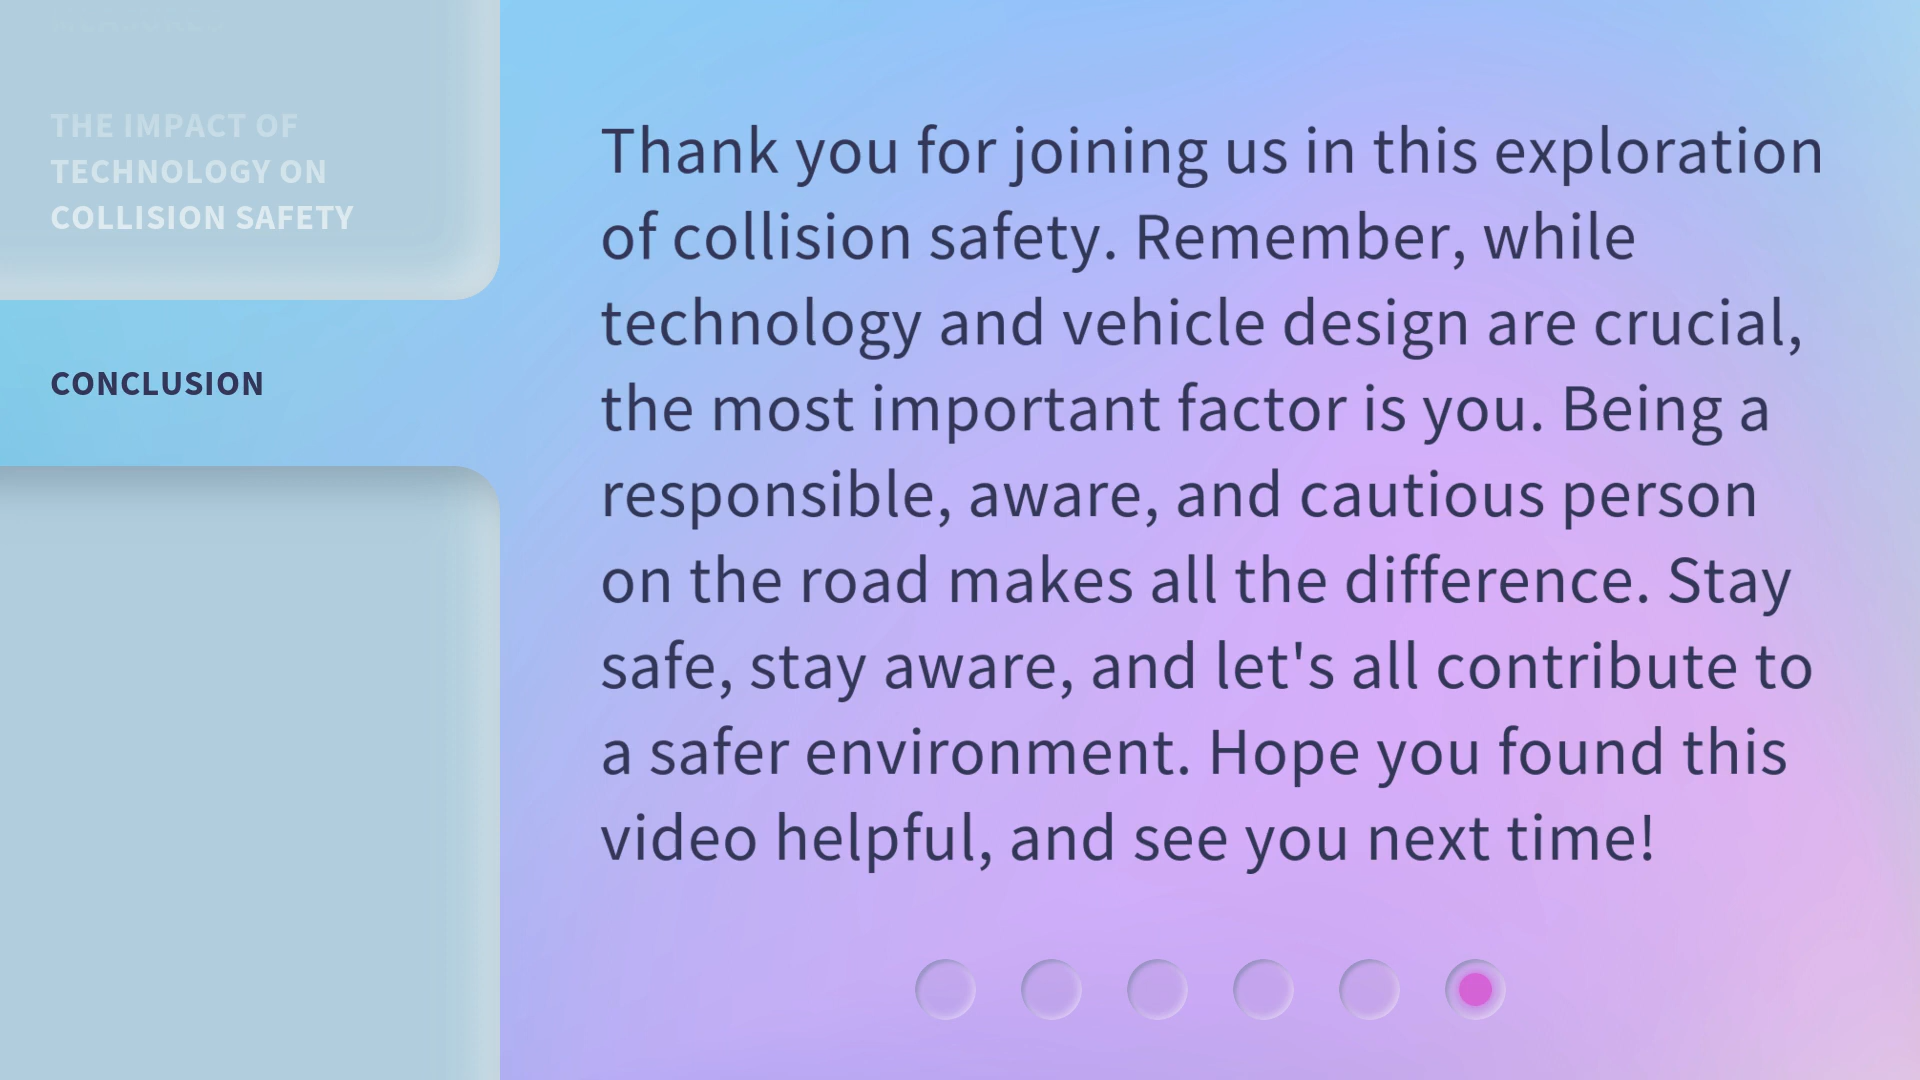 THE IMPACT OF
TECHNOLOGY ON
COLLISION SAFETY
CONCLUSION
Thank you for joining us in this exploration
of collision safety. Remember, while
technology and vehicle design are crucial,
the most important factor is you. Being a
responsible, aware, and cautious person
on the road makes all the difference. Stay
safe, stay aware, and let's all contribute to
a safer environment. Hope you found this
video helpful, and see you next time!